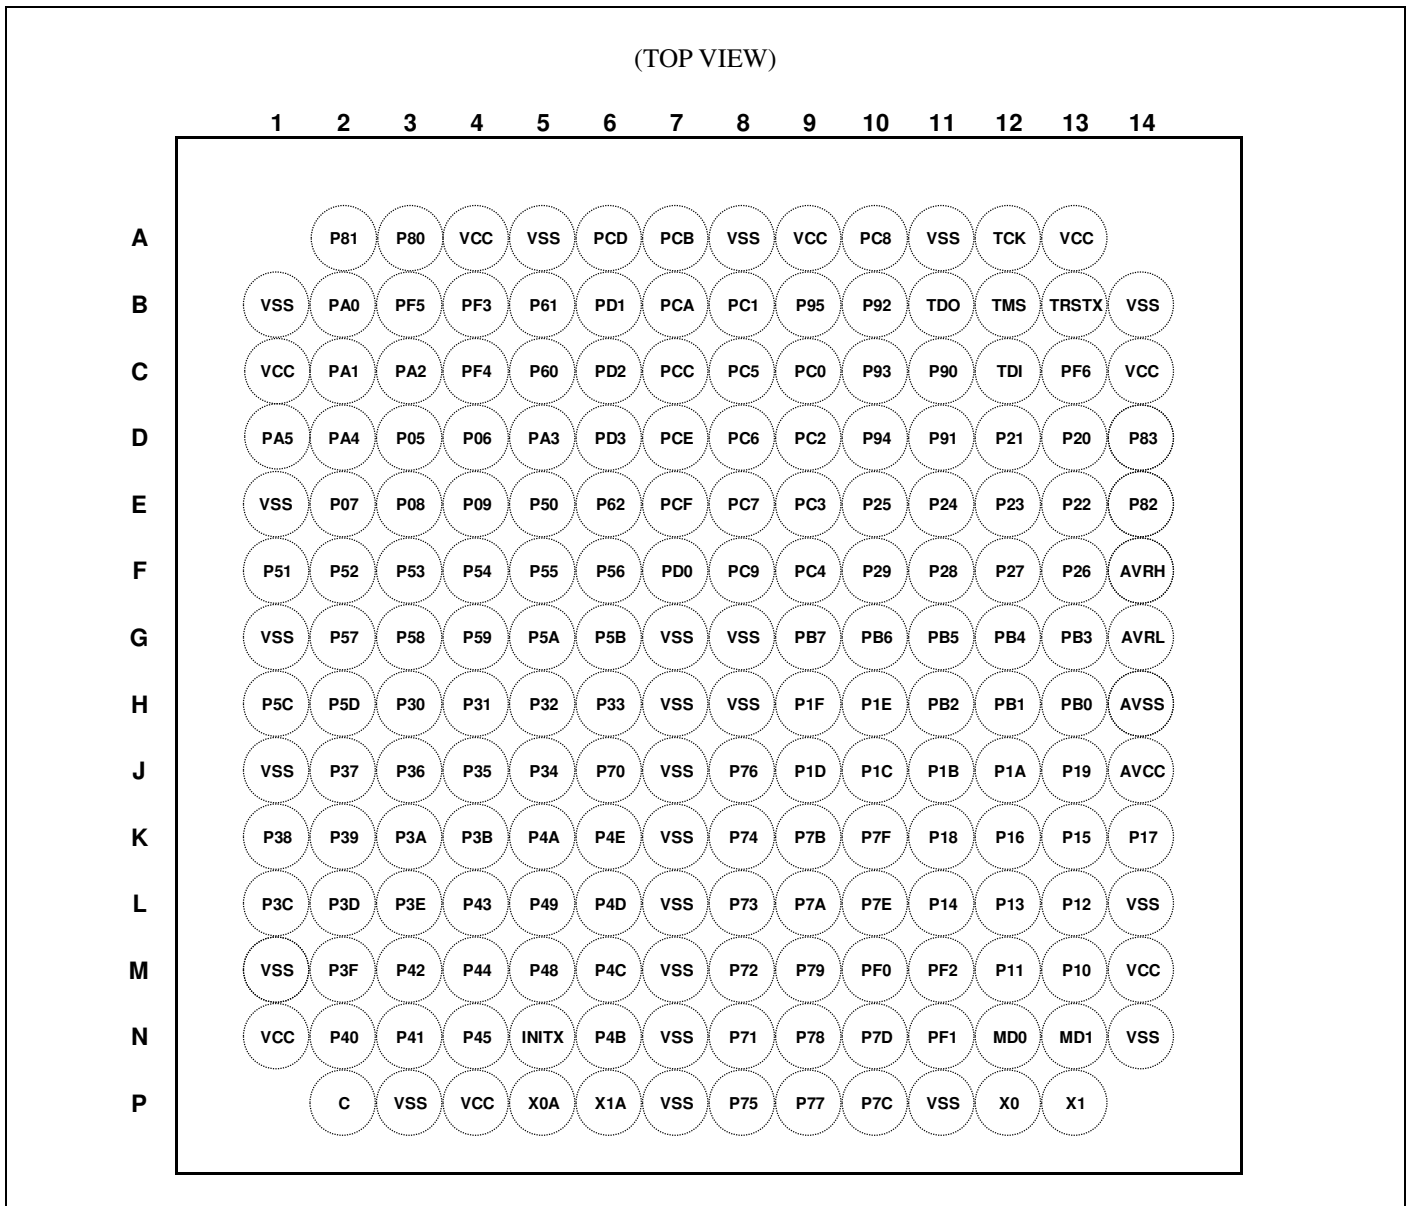 (TOP VIEW)
1 2 3 4 5 6 7 8 9 10 11 12 13 14
A P81 P80 VCC VSS PCD PCB VSS VCC PC8 VSS TCK VCC
B VSS PA0 PF5 PF3 P61 PD1 PCA PC1 P95 P92 TDO TMS TRSTX VSS
C VCC PA1 PA2 PF4 P60 PD2 PCC PC5 PC0 P93 P90 TDI PF6 VCC
D PA5 PA4 P05 P06 PA3 PD3 PCE PC6 PC2 P94 P91 P21 P20 P83
E VSS P07 P08 P09 P50 P62 PCF PC7 PC3 P25 P24 P23 P22 P82
F P51 P52 P53 P54 P55 P56 PD0 PC9 PC4 P29 P28 P27 P26 AVRH
G VSS P57 P58 P59 P5A P5B VSS VSS PB7 PB6 PB5 PB4 PB3 AVRL
H P5C P5D P30 P31 P32 P33 VSS VSS P1F P1E PB2 PB1 PB0 AVSS
J VSS P37 P36 P35 P34 P70 VSS P76 P1D P1C P1B P1A P19 AVCC
K P38 P39 P3A P3B P4A P4E VSS P74 P7B P7F P18 P16 P15 P17
L P3C P3D P3E P43 P49 P4D VSS P73 P7A P7E P14 P13 P12 VSS
M VSS P3F P42 P44 P48 P4C VSS P72 P79 PF0 PF2 P11 P10 VCC
N VCC P40 P41 P45 INITX P4B VSS P71 P78 P7D PF1 MD0 MD1 VSS
P C VSS VCC X0A X1A VSS P75 P77 P7C VSS X0 X1